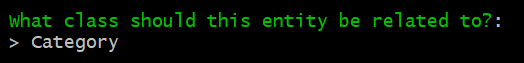 What class should this entity be related to?:
> Category